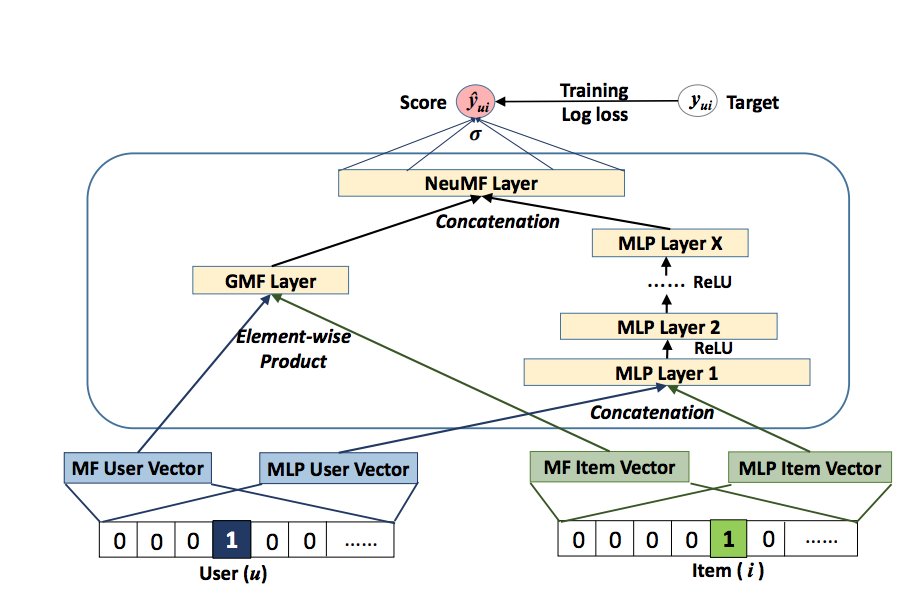 Score ŷui Training yui Target
Log loss
σ
NeuMF Layer
Concatenation
MLP Layer X
GMF Layer
...... ReLU
Element-wise
Product
MLP Layer 2
ReLU
MLP Layer 1
Concatenation
MF User Vector MLP User Vector MF Item Vector MLP Item Vector
0 0 0 1 0 0 ...... 0 0 0 0 1 0 ......
User (u) Item ( i )